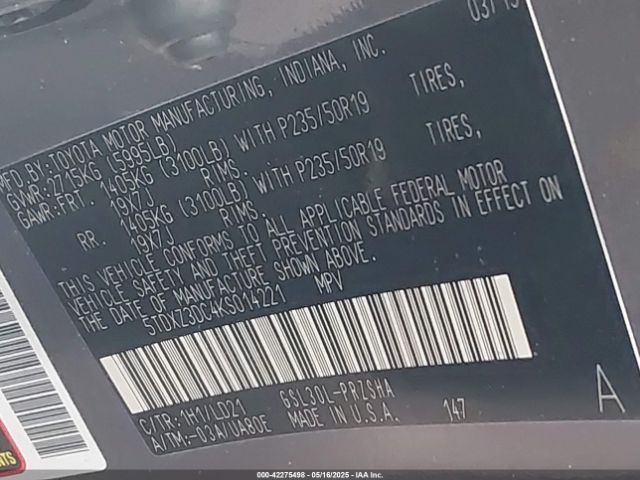 03/19
MFD.BY:TOYOTA MOTOR MANUFACTURING, INDIANA, INC.
GVWR:2715KG (5995LB)
GAWR:FRT. 1405KG (3100LB) WITH P235/50R19 TIRES,
19X7J RIMS.
RR. 1405KG (3100LB) WITH P235/50R19 TIRES,
19X7J RIMS.
THIS VEHICLE CONFORMS TO ALL APPLICABLE FEDERAL MOTOR
VEHICLE SAFETY AND THEFT PREVENTION STANDARDS IN EFFECT ON
THE DATE OF MANUFACTURE SHOWN ABOVE.
5TDXZ3DC4KS014221 MPV
C/TR:1H1/LD21 GSL30L-PRZSHA
A/TM:-03A/UA80E MADE IN U.S.A. 147
A
000-42275498 - 05/16/2025 - IAAC.